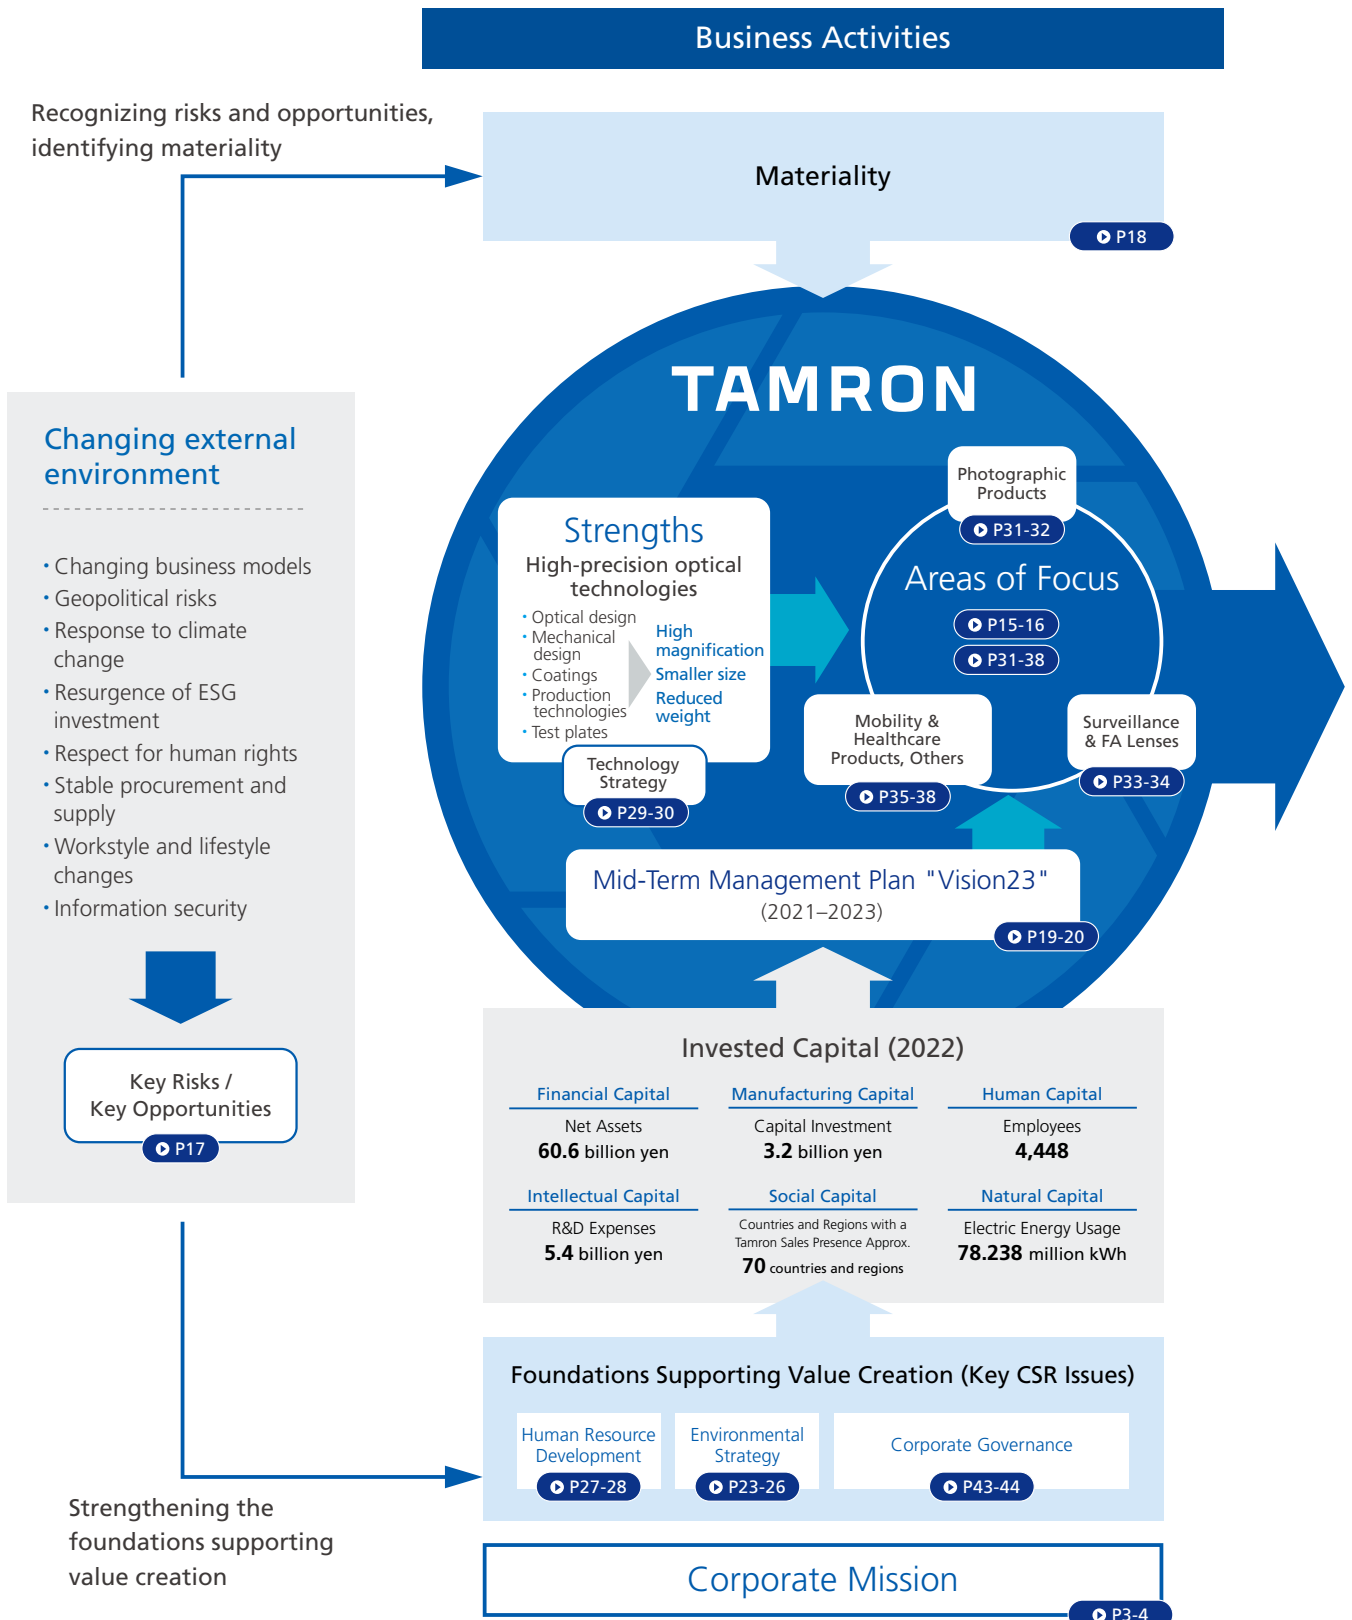 Business Activities
Recognizing risks and opportunities,
identifying materiality
Materiality
P18
TAMRON
Changing external
environment
・Changing business models
・Geopolitical risks
・Response to climate
change
・Resurgence of ESG
investment
・Respect for human rights
・Stable procurement and
supply
・Workstyle and lifestyle
changes
・Information security
Key Risks /
Key Opportunities
P17
Strengths
High-precision optical
technologies
・Optical design
・Mechanical
design
・Coatings
・Production
technologies
・Test plates
High
magnification
Smaller size
Reduced
weight
Technology
Strategy
P29-30
Photographic
Products
P31-32
Areas of Focus
P15-16
P31-38
Mobility &
Healthcare
Products, Others
P35-38
Surveillance
& FA Lenses
P33-34
Mid-Term Management Plan "Vision23"
(2021–2023)
P19-20
Invested Capital (2022)
Financial Capital
Net Assets
60.6 billion yen
Manufacturing Capital
Capital Investment
3.2 billion yen
Human Capital
Employees
4,448
Intellectual Capital
R&D Expenses
5.4 billion yen
Social Capital
Countries and Regions with a
Tamron Sales Presence Approx.
70 countries and regions
Natural Capital
Electric Energy Usage
78.238 million kWh
Foundations Supporting Value Creation (Key CSR Issues)
Human Resource
Development
P27-28
Environmental
Strategy
P23-26
Corporate Governance
P43-44
Strengthening the
foundations supporting
value creation
Corporate Mission
P3-4